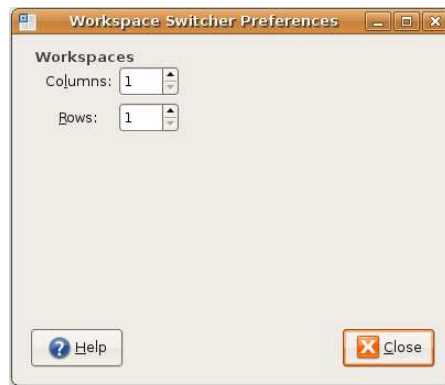 Workspace Switcher Preferences
Workspaces
Columns: 1
Rows: 1
Help
Close